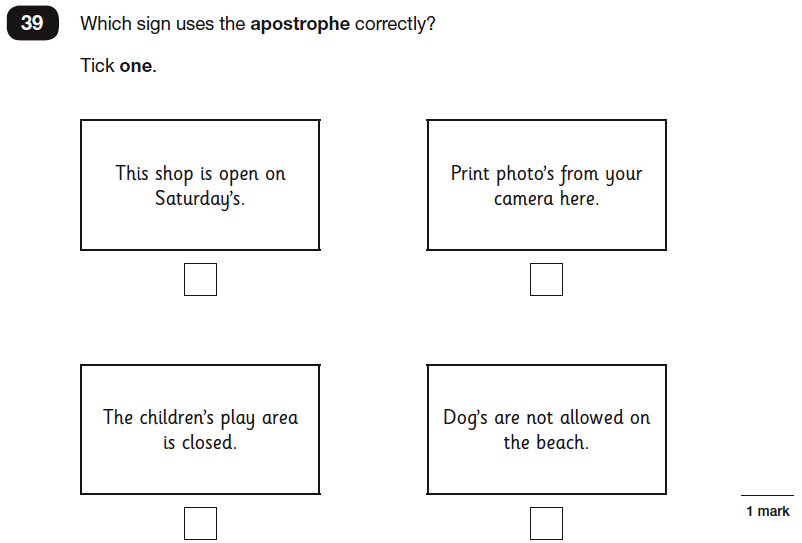 39 Which sign uses the apostrophe correctly?
Tick one.
This shop is open on
Saturday's.
Print photo's from your
camera here.
The children's play area
is closed.
Dog's are not allowed on
the beach.
1 mark